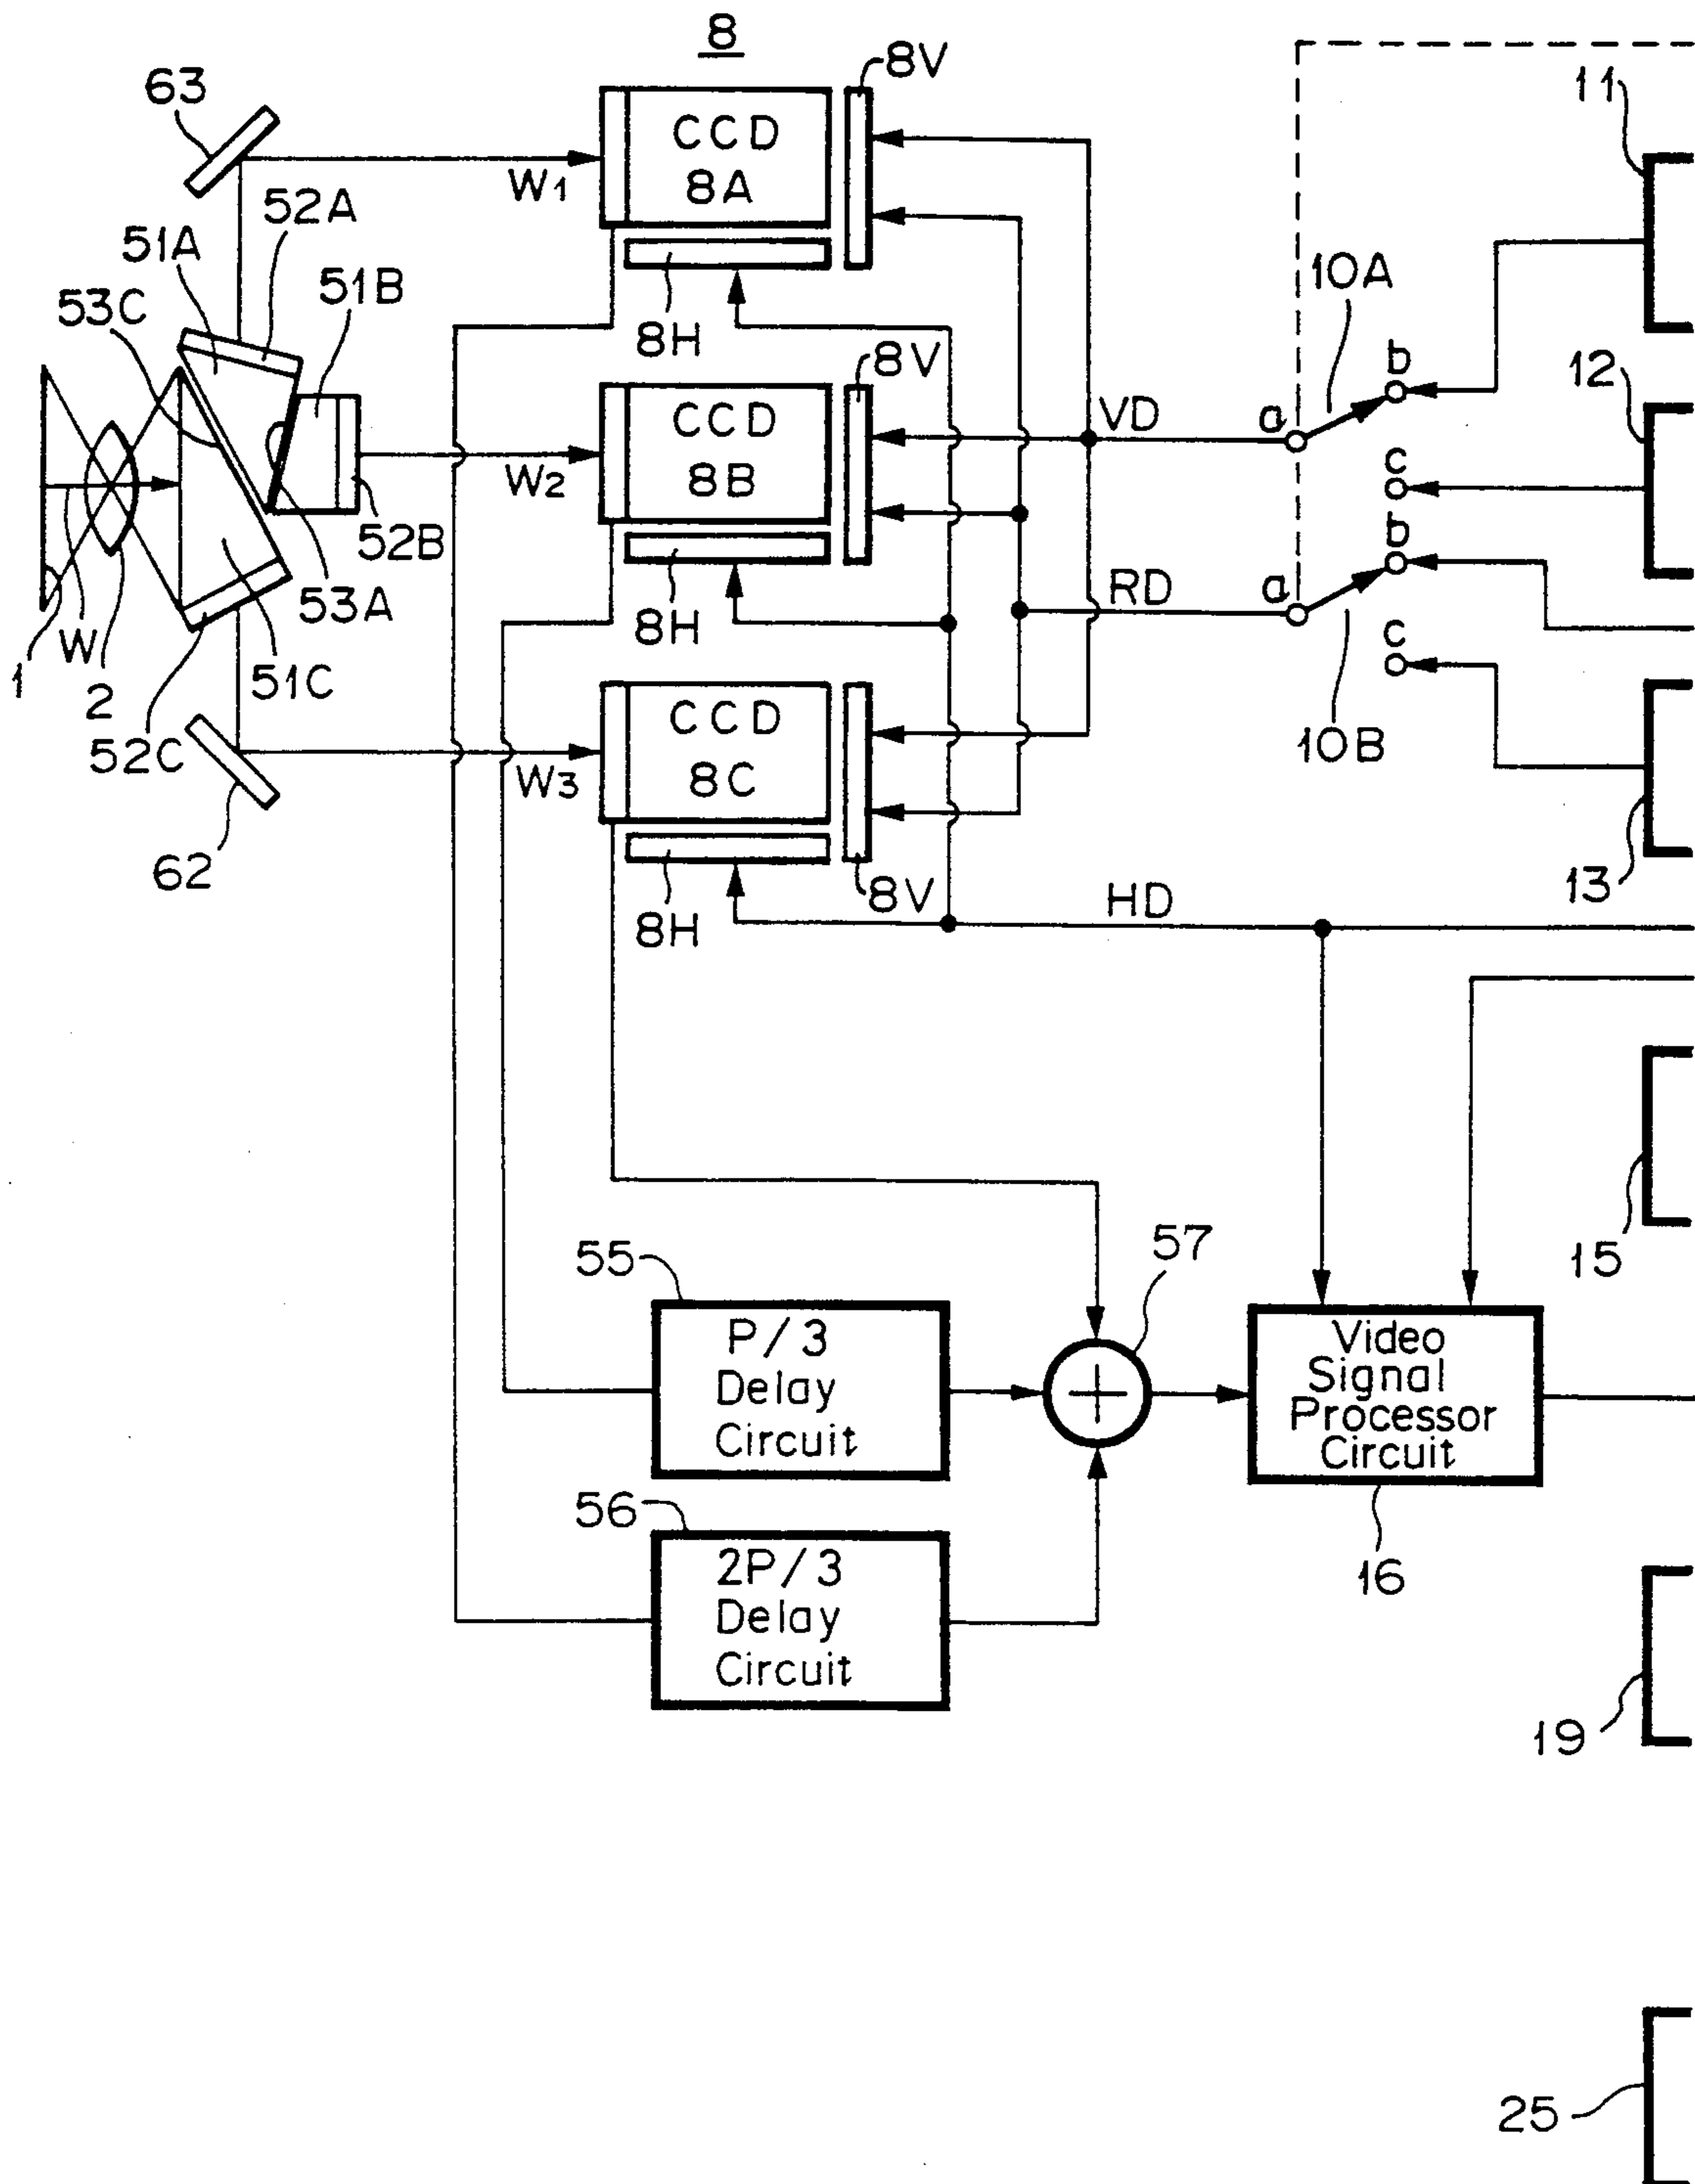 8
8V
63
11
CCD
8A
W1
52A
51A
10A
53C
51B
8H
8V
b
12
CCD
8B
VD
a
c
W2
52B
b
53A
RD
a
8H
1
W
2
51C
c
CCD
8C
52C
W3
10B
62
13
8V
HD
8H
57
55
15
P/3
Delay
Circuit
Video
Signal
Processor
Circuit
56
2P/3
Delay
Circuit
16
19
25